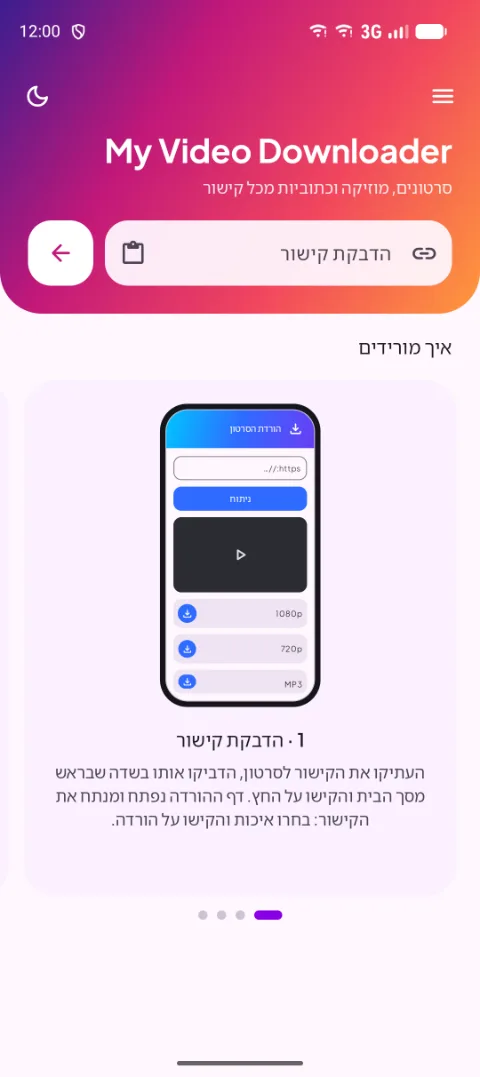 12:00
3G
My Video Downloader
סרטונים, מוזיקה וכתוביות מכל קישור
הדבקת קישור
איך מורידים
הורדת הסרטון
https://..
ניתוח
1080p
720p
MP3
1 · הדבקת קישור
העתיקו את הקישור לסרטון, הדביקו אותו בשדה שבראש
מסך הבית והקישו על החץ. דף ההורדה נפתח ומנתח את
הקישור: בחרו איכות והקישו על הורדה.